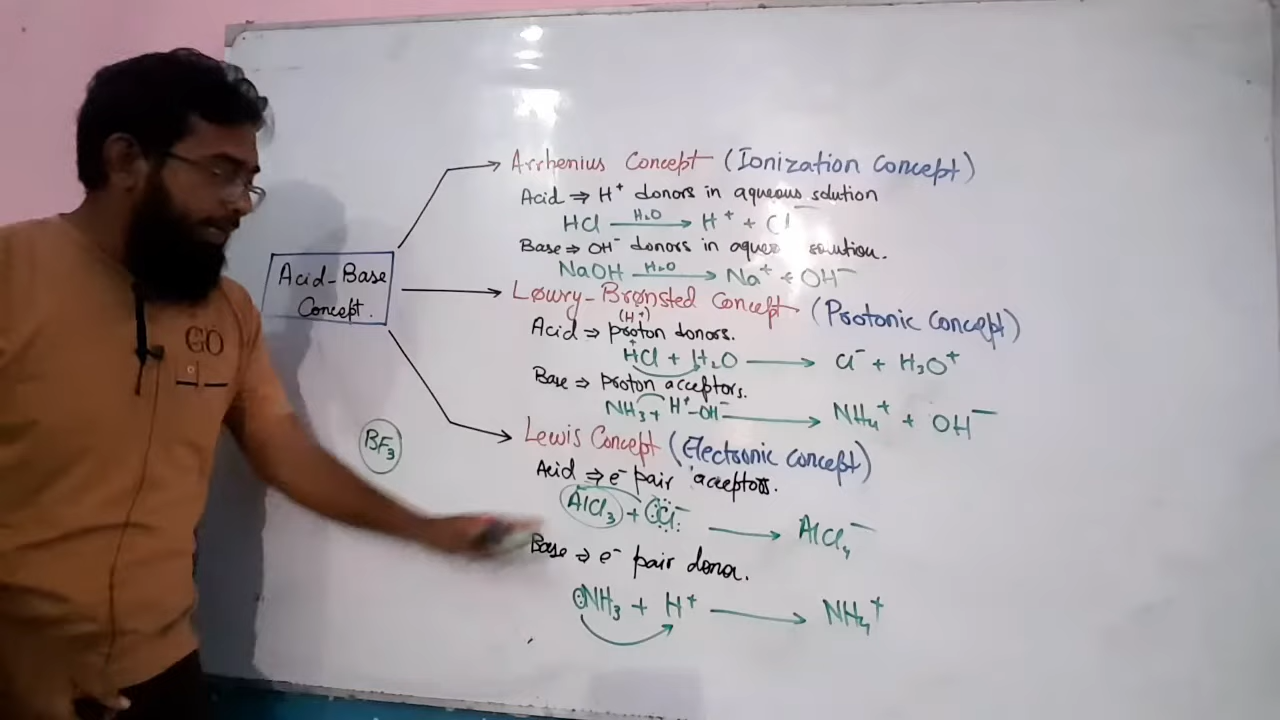 Arrhenius Concept (Ionization Concept)
Acid ⇒ H⁺ donors in aqueous solution
HCl —H₂O→ H⁺ + Cl⁻
Base ⇒ OH⁻ donors in aques solution.
NaOH —H₂O→ Na⁺ + OH⁻
Acid-Base
Concept.
Lowry-Brønsted Concept (Protonic Concept)
(H⁺)
Acid ⇒ proton donors.
HCl + H₂O → Cl⁻ + H₃O⁺
Base ⇒ proton acceptors.
NH₃ + H⁺-OH⁻ → NH₄⁺ + OH⁻
Lewis Concept (Electronic Concept)
BF₃
Acid ⇒ e⁻ pair acceptors.
AlCl₃ + :Cl:⁻ → AlCl₄⁻
Base ⇒ e⁻ pair donor.
:NH₃ + H⁺ → NH₄⁺
GO